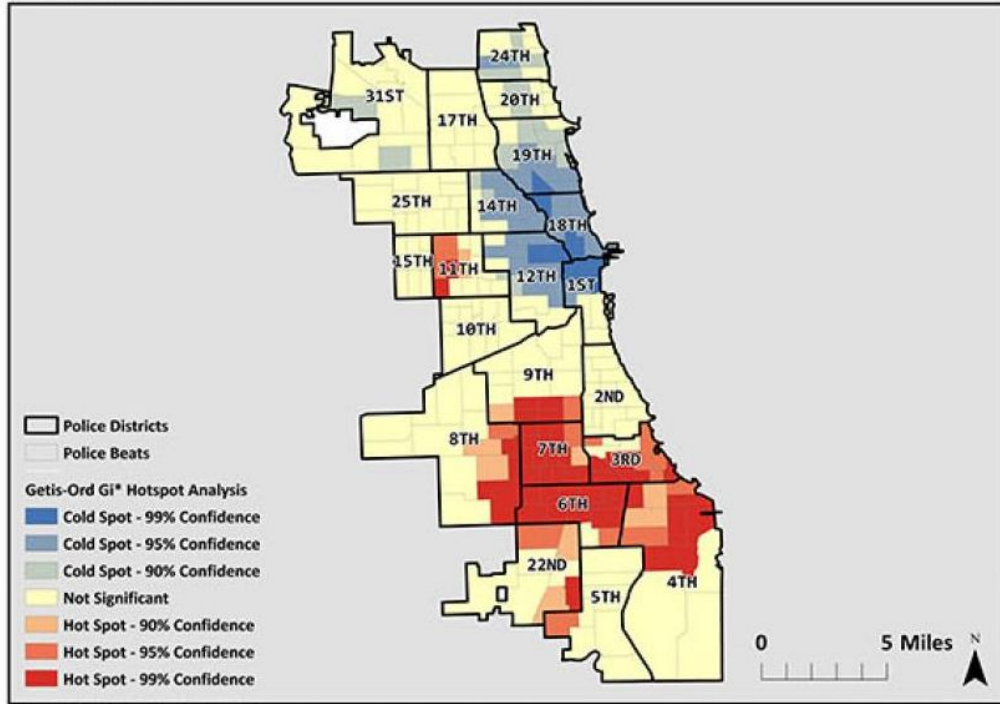 24TH
31ST
20TH
17TH
19TH
25TH
14TH
18TH
15TH
11TH
12TH
1ST
10TH
9TH
2ND
8TH
7TH
3RD
6TH
22ND
5TH
4TH
Police Districts
Police Beats
Getis-Ord Gi* Hotspot Analysis
Cold Spot - 99% Confidence
Cold Spot - 95% Confidence
Cold Spot - 90% Confidence
Not Significant
Hot Spot - 90% Confidence
Hot Spot - 95% Confidence
Hot Spot - 99% Confidence
0 5 Miles
N